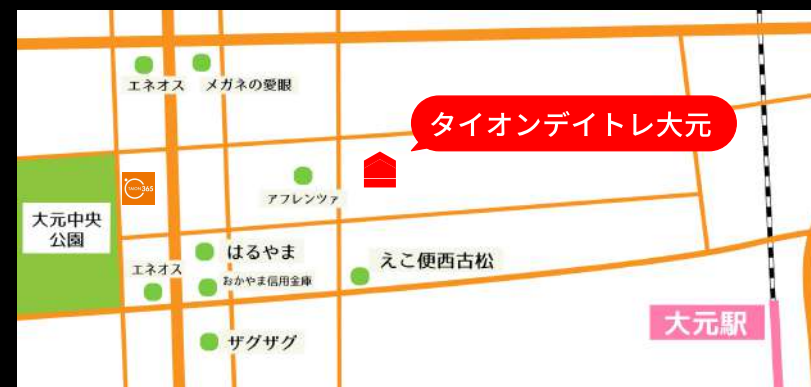 エネオス
メガネの愛眼
タイオンデイトレ大元
365
アフレンツァ
大元中央
公園
はるやま
エネオス
おかやま信用金庫
えこ便西古松
大元駅
ザグザグ